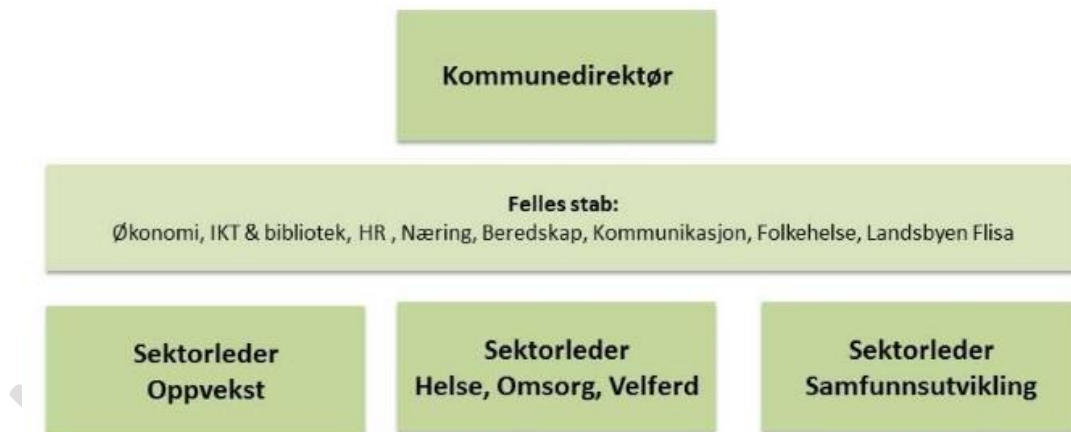 Kommunedirektør
Felles stab:
Økonomi, IKT & bibliotek, HR , Næring, Beredskap, Kommunikasjon, Folkehelse, Landsbyen Flisa
Sektorleder
Oppvekst
Sektorleder
Helse, Omsorg, Velferd
Sektorleder
Samfunnsutvikling